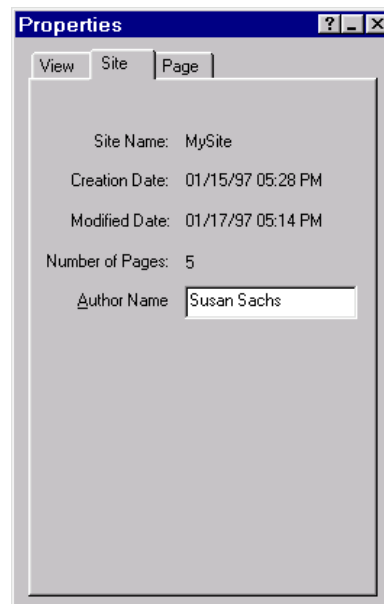 Properties
View Site Page
Site Name: MySite
Creation Date: 01/15/97 05:28 PM
Modified Date: 01/17/97 05:14 PM
Number of Pages: 5
Author Name Susan Sachs